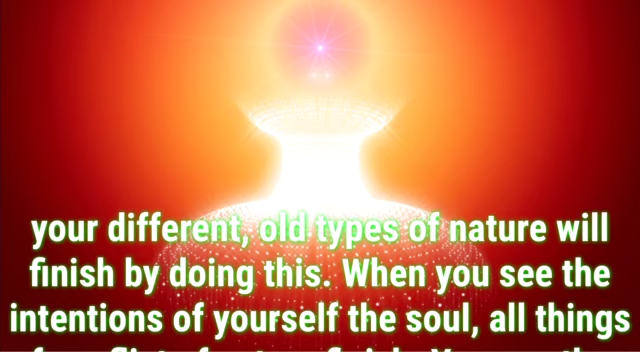 your different, old types of nature will
finish by doing this. When you see the
intentions of yourself the soul, all things